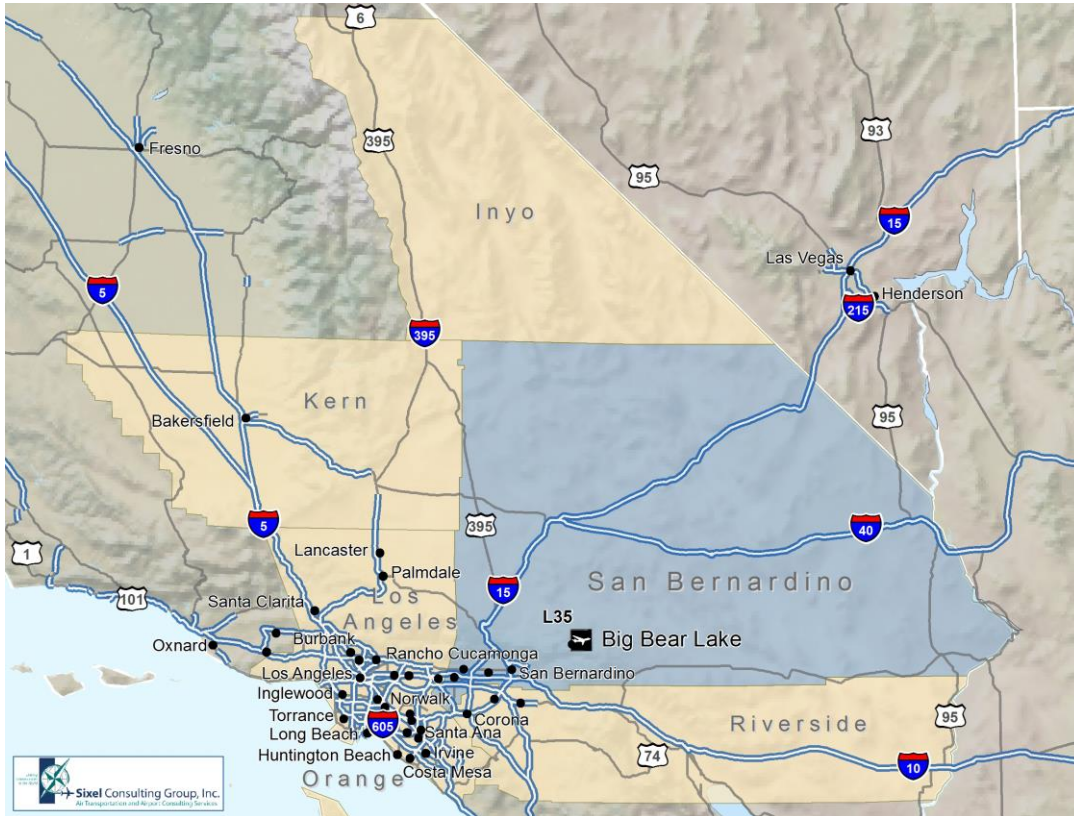 6
Fresno
395
93
95
Inyo
15
Las Vegas
5
Henderson
215
395
Kern
95
Bakersfield
5
395
40
Lancaster
1
Palmdale
San Bernardino
15
101
Santa Clarita
Los
Angeles
L35
Burbank
Big Bear Lake
Oxnard
Rancho Cucamonga
Los Angeles
San Bernardino
Inglewood
Norwalk
Torrance
Corona
Riverside
95
605
Long Beach
Santa Ana
Huntington Beach
Irvine
74
10
Costa Mesa
Orange
Sixel Consulting Group, Inc.
Air Transportation and Airport Consulting Services